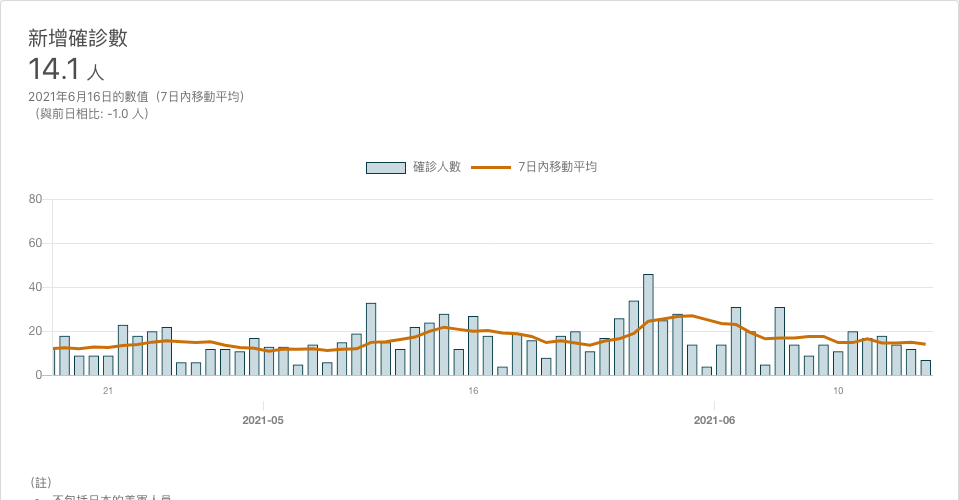 新增確診數
14.1 人
2021年6月16日的數值（7日內移動平均）
（與前日相比: -1.0 人）
確診人數 7日內移動平均
80
60
40
20
0
21 16 10
2021-05 2021-06
（註）